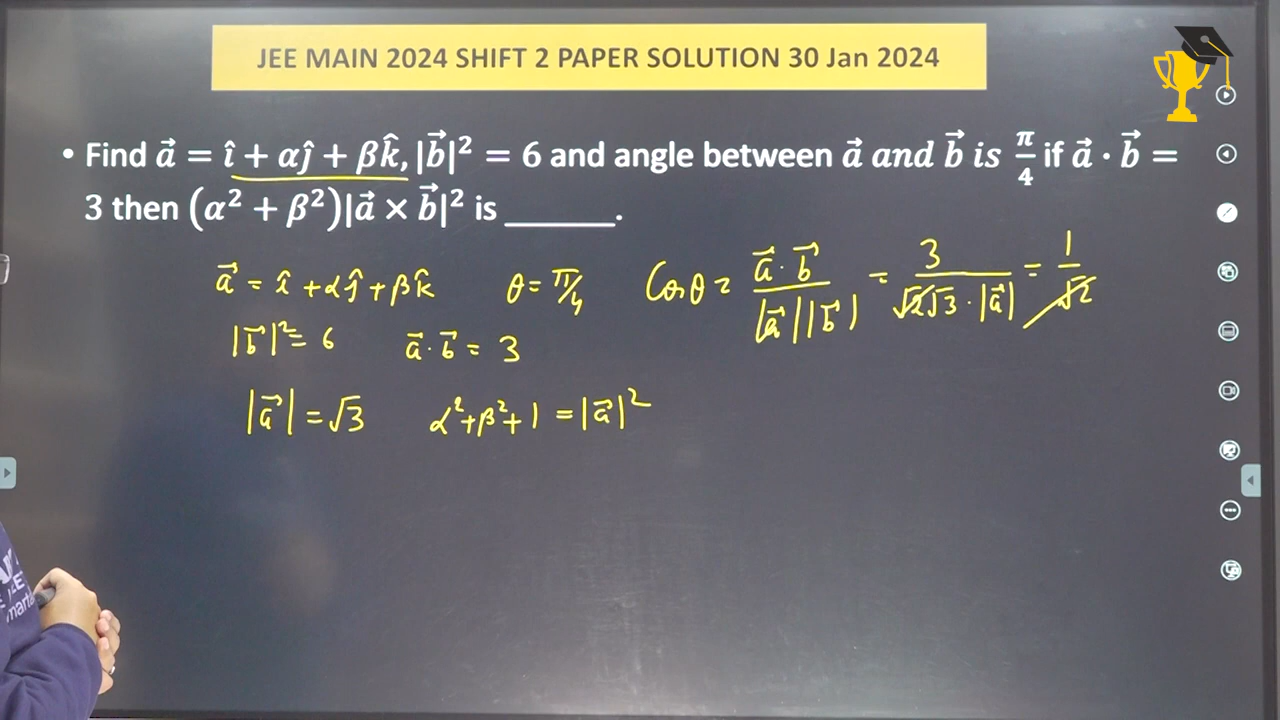 JEE MAIN 2024 SHIFT 2 PAPER SOLUTION 30 Jan 2024
• Find a⃗ = î + αĵ + βk̂, |b⃗|² = 6 and angle between a⃗ and b⃗ is π/4 if a⃗ · b⃗ =
3 then (α² + β²)|a⃗ × b⃗|² is ______.
a⃗ = î + αĵ + βk̂ θ = π/4 Cosθ = a⃗·b⃗ / |a⃗||b⃗| = 3 / √2√3·|a⃗| = 1/√2
|b⃗|² = 6 a⃗·b⃗ = 3
|a⃗| = √3 α²+β²+1 = |a⃗|²